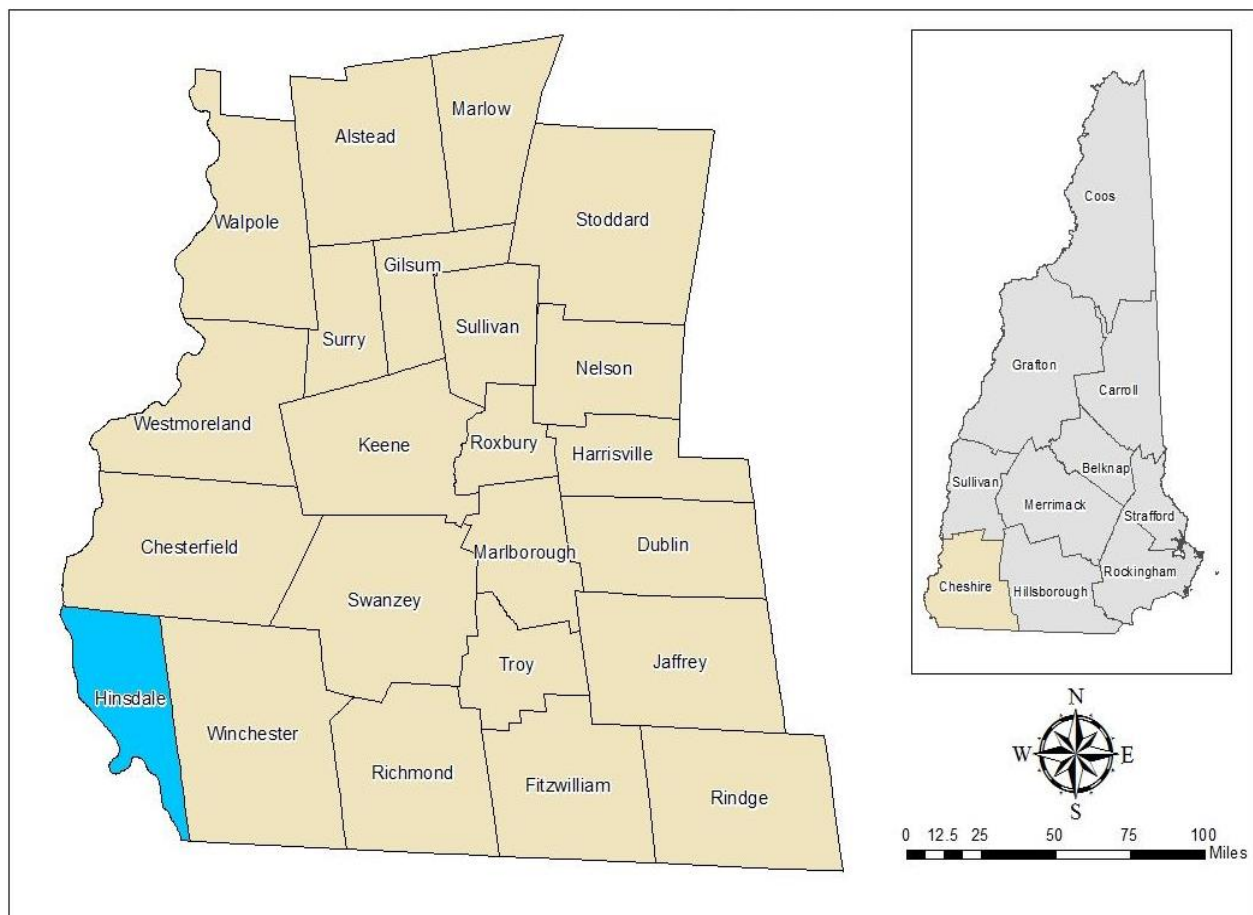 Marlow
Alstead
Stoddard
Walpole
Gilsum
Sullivan
Surry
Nelson
Westmoreland
Keene
Roxbury
Harrisville
Chesterfield
Marlborough
Dublin
Swanzey
Troy
Jaffrey
Hinsdale
Winchester
Richmond
Fitzwilliam
Rindge
Coos
Grafton
Carroll
Belknap
Sullivan
Merrimack
Strafford
Rockingham
Cheshire
Hillsborough
N
W E
S
0 12.5 25 50 75 100
Miles